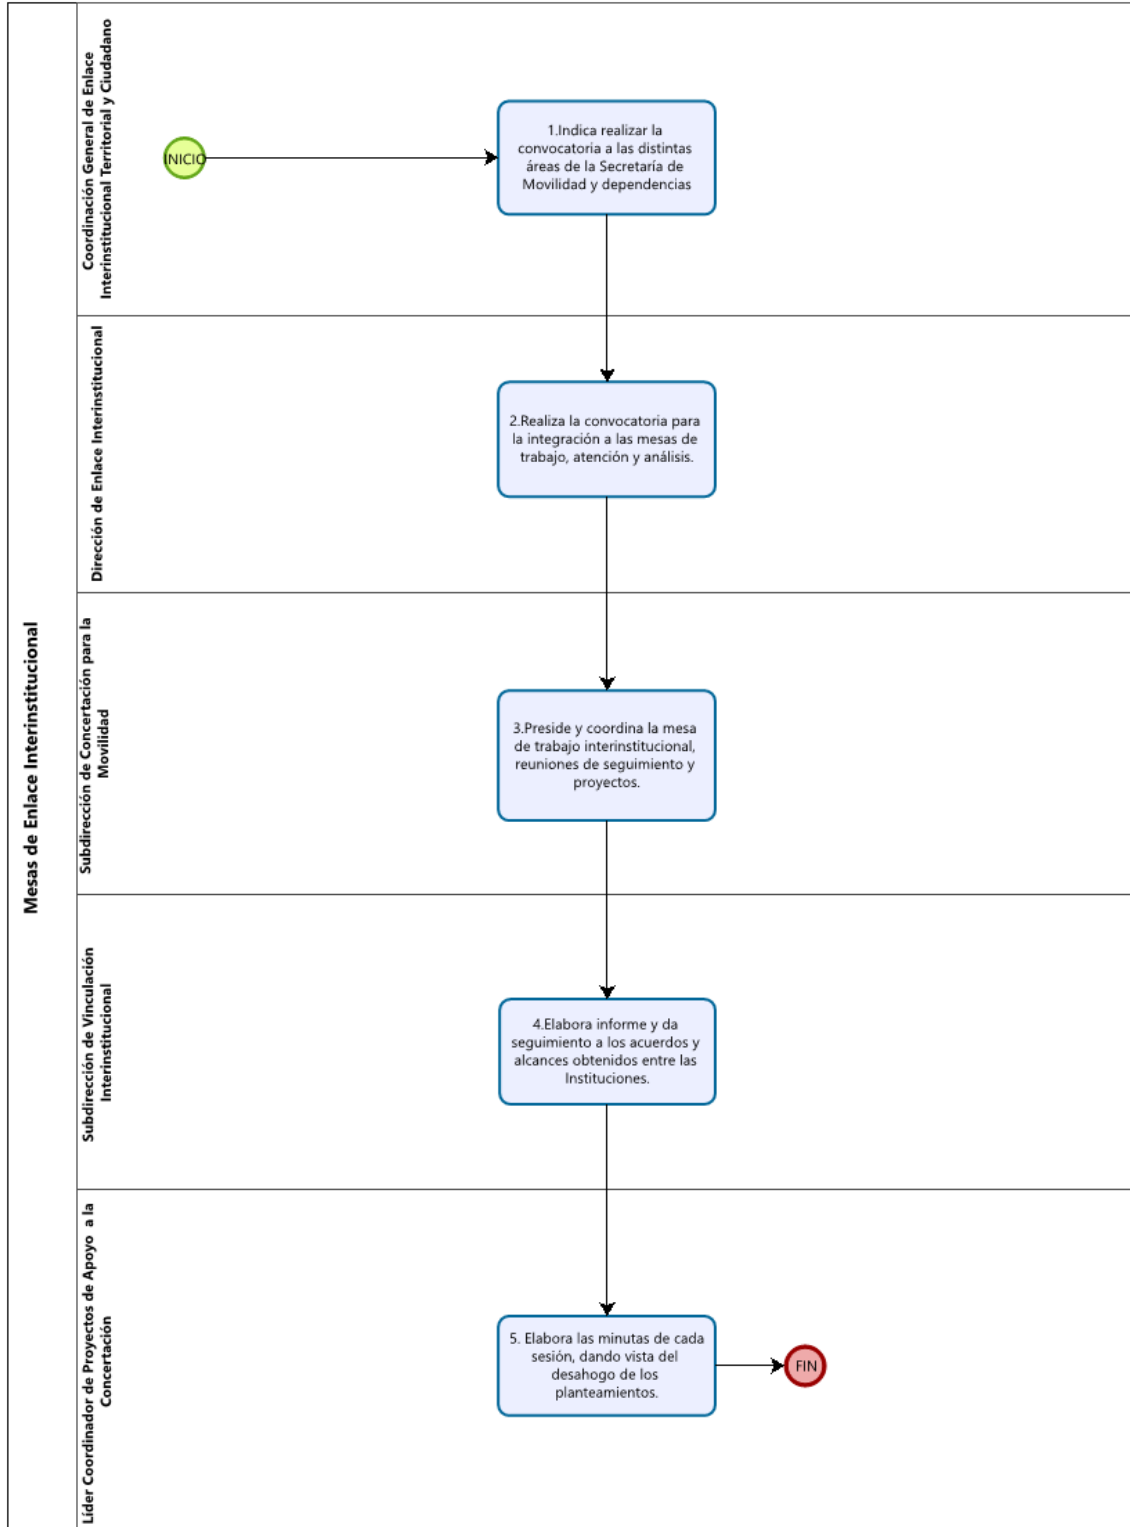 Mesas de Enlace Interinstitucional
Coordinación General de Enlace
Interinstitucional Territorial y Ciudadano
INICIO
1.Indica realizar la
convocatoria a las distintas
áreas de la Secretaría de
Movilidad y dependencias
Dirección de Enlace Interinstitucional
2.Realiza la convocatoria para
la integración a las mesas de
trabajo, atención y análisis.
Subdirección de Concertación para la
Movilidad
3.Preside y coordina la mesa
de trabajo interinstitucional,
reuniones de seguimiento y
proyectos.
Subdirección de Vinculación
Interinstitucional
4.Elabora informe y da
seguimiento a los acuerdos y
alcances obtenidos entre las
Instituciones.
Líder Coordinador de Proyectos de Apoyo a la
Concertación
5. Elabora las minutas de cada
sesión, dando vista del
desahogo de los
planteamientos.
FIN